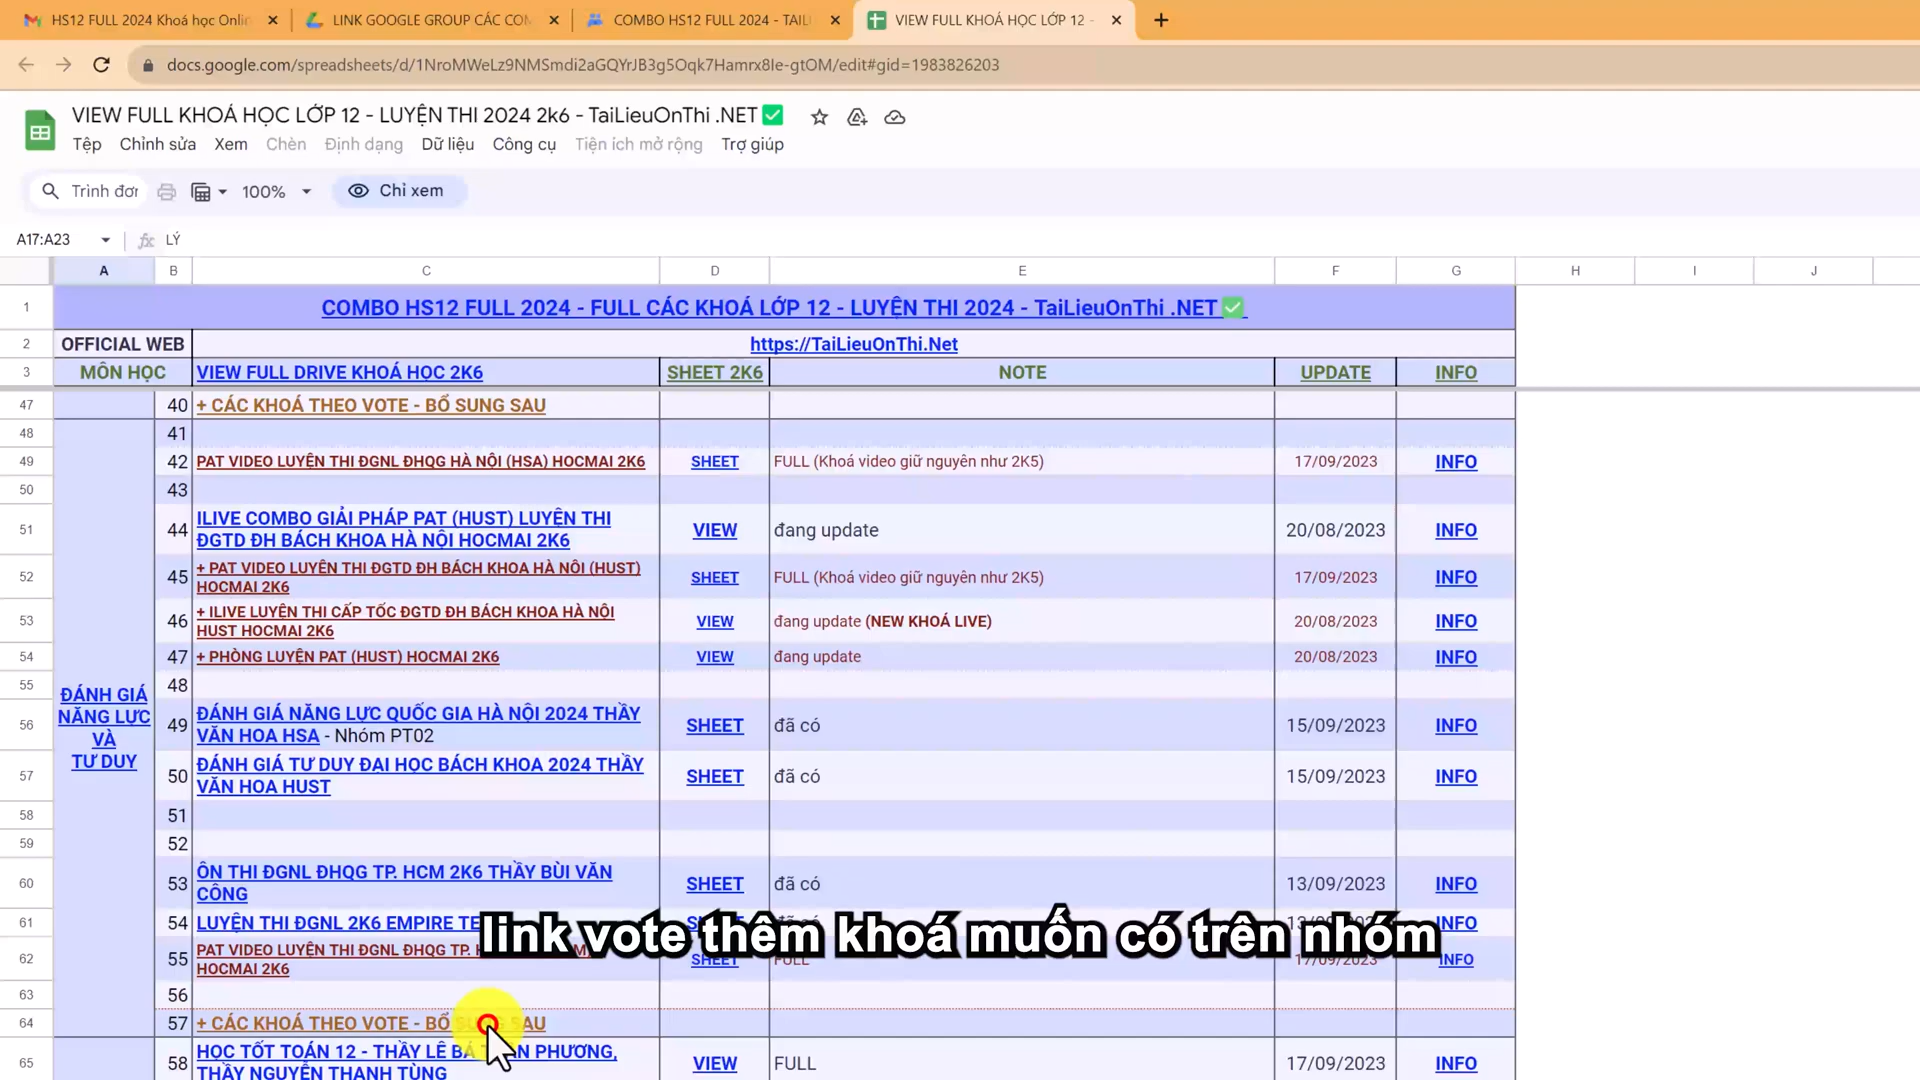 HS12 FULL 2024 Khoá học Onlin
LINK GOOGLE GROUP CÁC COM
COMBO HS12 FULL 2024 - TAIL
VIEW FULL KHOÁ HỌC LỚP 12 -
docs.google.com/spreadsheets/d/1NroMWeLz9NMSmdi2aGQYrJB3g5Oqk7Hamrx8Ie-gtOM/edit#gid=1983826203
VIEW FULL KHOÁ HỌC LỚP 12 - LUYỆN THI 2024 2k6 - TaiLieuOnThi .NET✅
Tệp Chỉnh sửa Xem Chèn Định dạng Dữ liệu Công cụ Tiện ích mở rộng Trợ giúp
Trình đơn 100% Chỉ xem
A17:A23 fx LÝ
A B C D E F G H I J
1 COMBO HS12 FULL 2024 - FULL CÁC KHOÁ LỚP 12 - LUYỆN THI 2024 - TaiLieuOnThi .NET✅
2 OFFICIAL WEB https://TaiLieuOnThi.Net
3 MÔN HỌC VIEW FULL DRIVE KHOÁ HỌC 2K6 SHEET 2K6 NOTE UPDATE INFO
47 40 + CÁC KHOÁ THEO VOTE - BỔ SUNG SAU
48 41
49 42 PAT VIDEO LUYỆN THI ĐGNL ĐHQG HÀ NỘI (HSA) HOCMAI 2K6 SHEET FULL (Khoá video giữ nguyên như 2K5) 17/09/2023 INFO
50 43
51 44 ILIVE COMBO GIẢI PHÁP PAT (HUST) LUYỆN THI
ĐGTD ĐH BÁCH KHOA HÀ NỘI HOCMAI 2K6 VIEW đang update 20/08/2023 INFO
52 45 + PAT VIDEO LUYỆN THI ĐGTD ĐH BÁCH KHOA HÀ NỘI (HUST)
HOCMAI 2K6 SHEET FULL (Khoá video giữ nguyên như 2K5) 17/09/2023 INFO
53 46 + ILIVE LUYỆN THI CẤP TỐC ĐGTD ĐH BÁCH KHOA HÀ NỘI
HUST HOCMAI 2K6 VIEW đang update (NEW KHOÁ LIVE) 20/08/2023 INFO
54 47 + PHÒNG LUYỆN PAT (HUST) HOCMAI 2K6 VIEW đang update 20/08/2023 INFO
55 48
ĐÁNH GIÁ
NĂNG LỰC
VÀ
TƯ DUY
56 49 ĐÁNH GIÁ NĂNG LỰC QUỐC GIA HÀ NỘI 2024 THẦY
VĂN HOA HSA - Nhóm PT02 SHEET đã có 15/09/2023 INFO
57 50 ĐÁNH GIÁ TƯ DUY ĐẠI HỌC BÁCH KHOA 2024 THẦY
VĂN HOA HUST SHEET đã có 15/09/2023 INFO
58 51
59 52
60 53 ÔN THI ĐGNL ĐHQG TP. HCM 2K6 THẦY BÙI VĂN
CÔNG SHEET đã có 13/09/2023 INFO
61 54 LUYỆN THI ĐGNL 2K6 EMPIRE TE INFO
link vote thêm khoá muốn có trên nhóm
62 55 PAT VIDEO LUYỆN THI ĐGNL ĐHQG TP.
HOCMAI 2K6 SHEET FULL 17/09/2023 INFO
63 56
64 57 + CÁC KHOÁ THEO VOTE - BỔ SUNG SAU
65 58 HỌC TỐT TOÁN 12 - THẦY LÊ BÁ TRẦN PHƯƠNG,
THẦY NGUYỄN THANH TÙNG VIEW FULL 17/09/2023 INFO